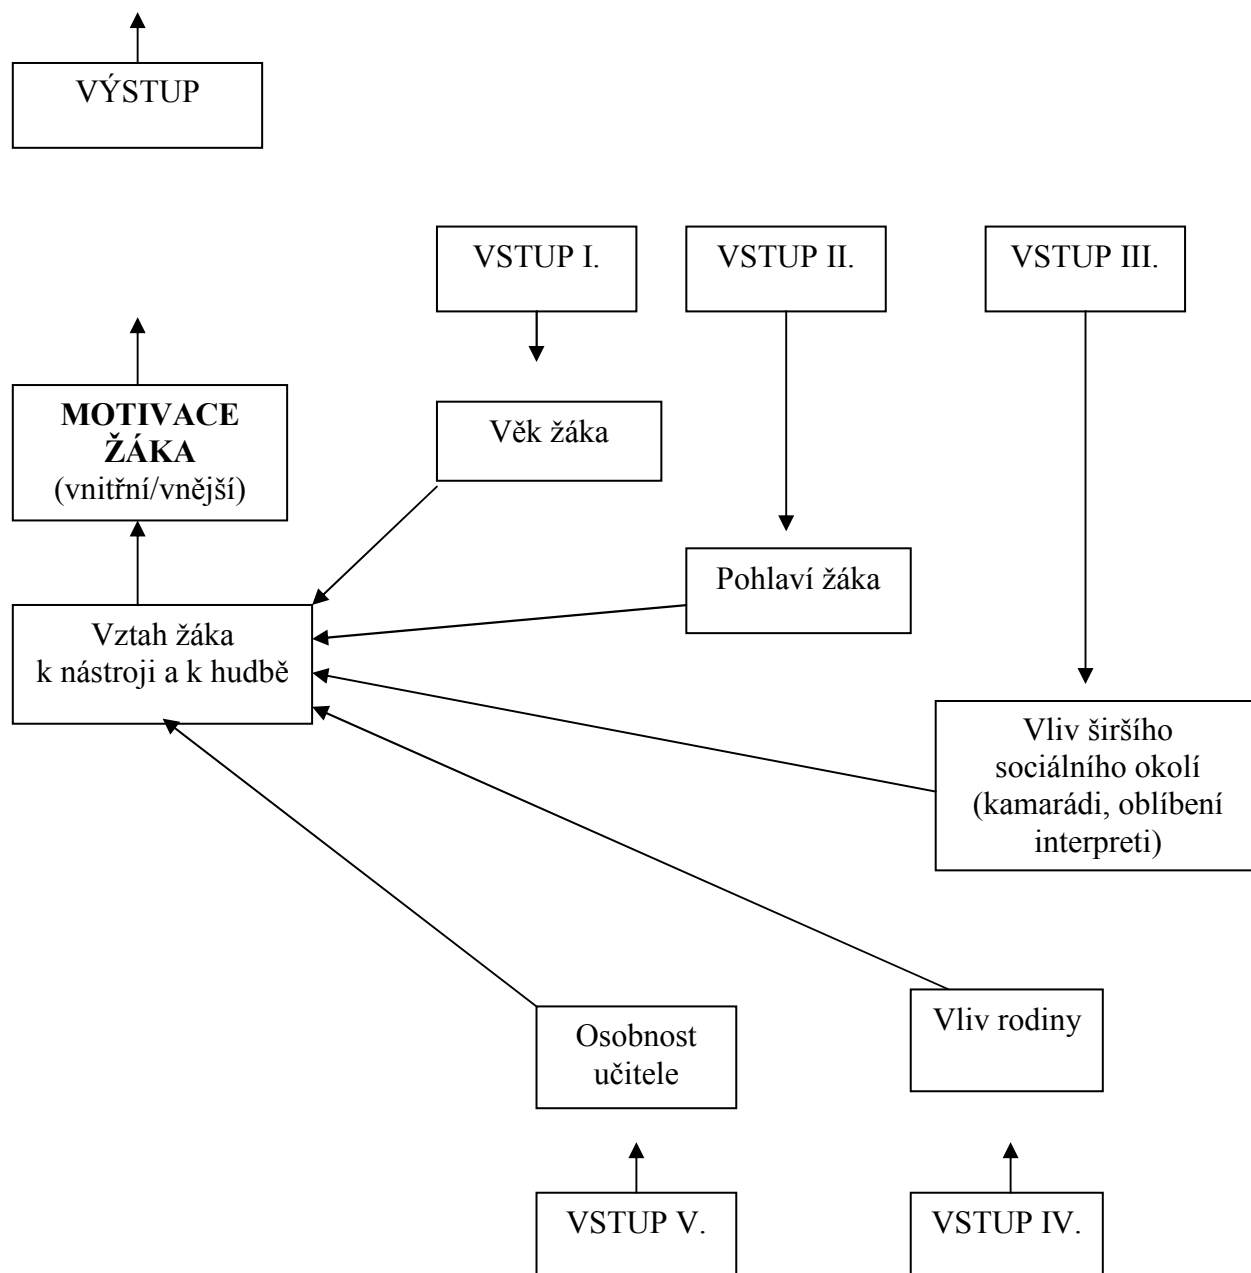 VÝSTUP
VSTUP I.
VSTUP II.
VSTUP III.
MOTIVACE
ŽÁKA
(vnitřní/vnější)
Věk žáka
Pohlaví žáka
Vztah žáka
k nástroji a k hudbě
Vliv širšího
sociálního okolí
(kamarádi, oblíbení
interpreti)
Osobnost
učitele
Vliv rodiny
VSTUP V.
VSTUP IV.